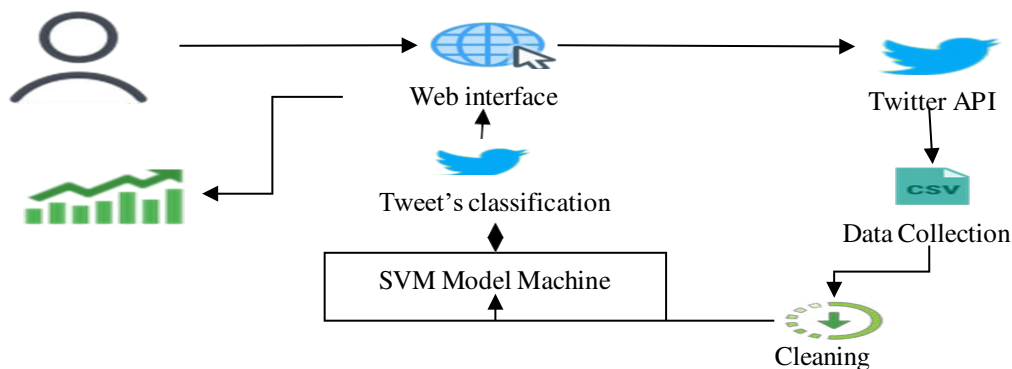 Web interface
Twitter API
Tweet's classification
CSV
Data Collection
SVM Model Machine
Cleaning